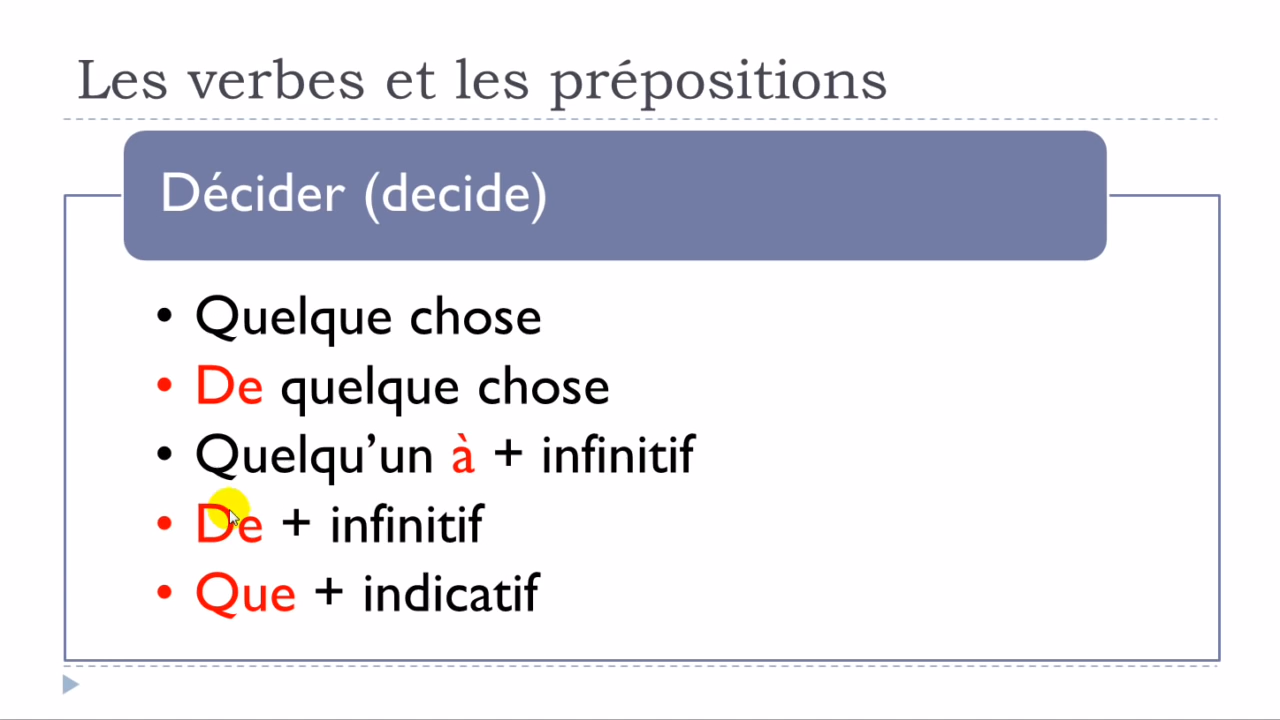 Les verbes et les prépositions
Décider (decide)
• Quelque chose
• De quelque chose
• Quelqu’un à + infinitif
• De + infinitif
• Que + indicatif